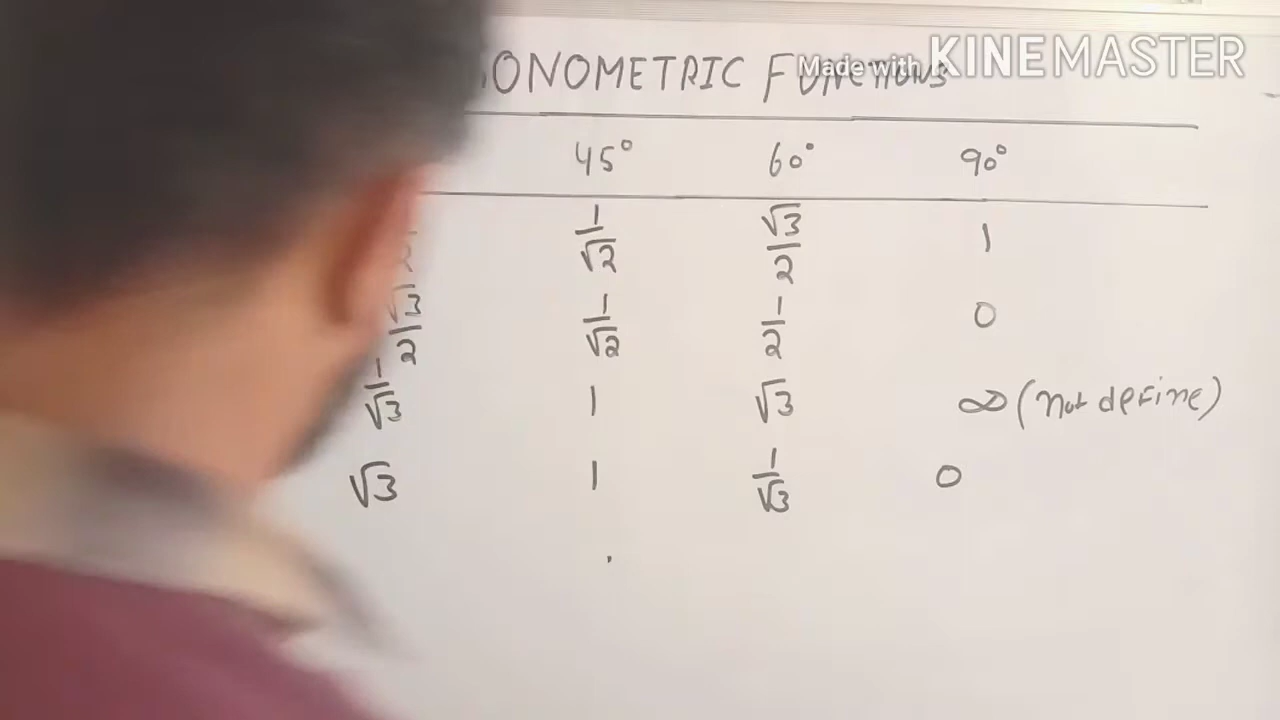 ONOMETRIC FUNCTIONS
Made with KINEMASTER
45° 60° 90°
1/√2 √3/2 1
√3/2 1/√2 1/2 0
1/√3 1 √3 ∞ (Not define)
√3 1 1/√3 0